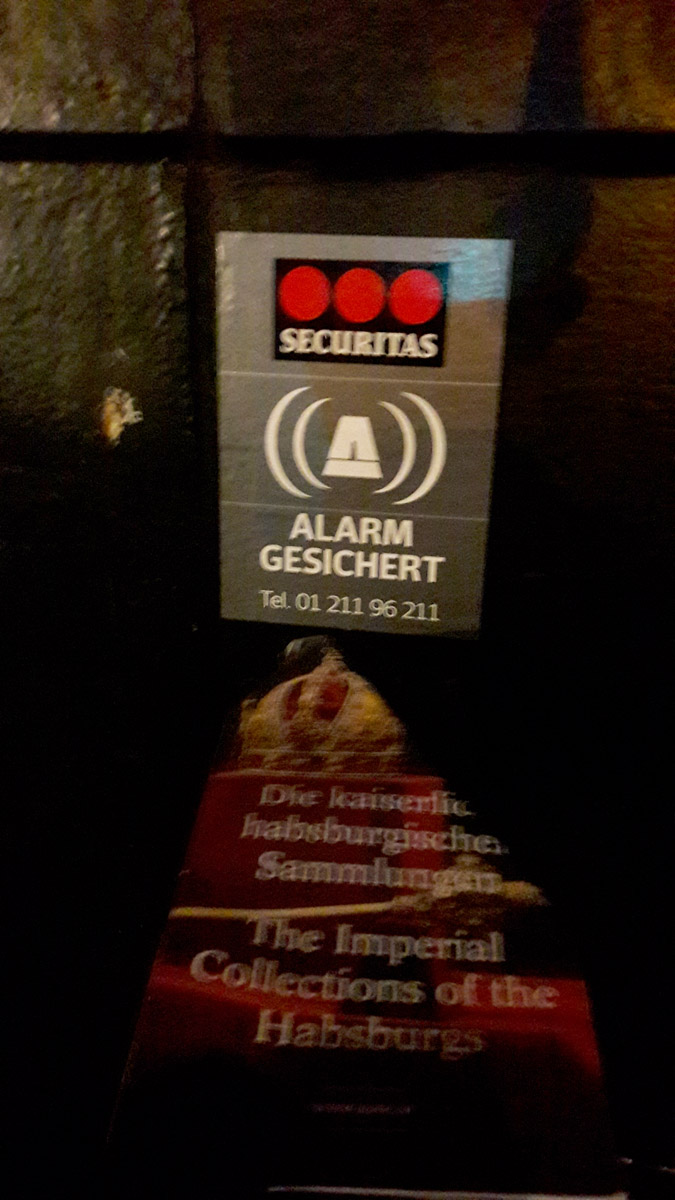 SECURITAS
ALARM
GESICHERT
Tel. 01 211 96 211
Die kaiserlic
habsburgische
Sammlungen
The Imperial
Collections of the
Habsburgs